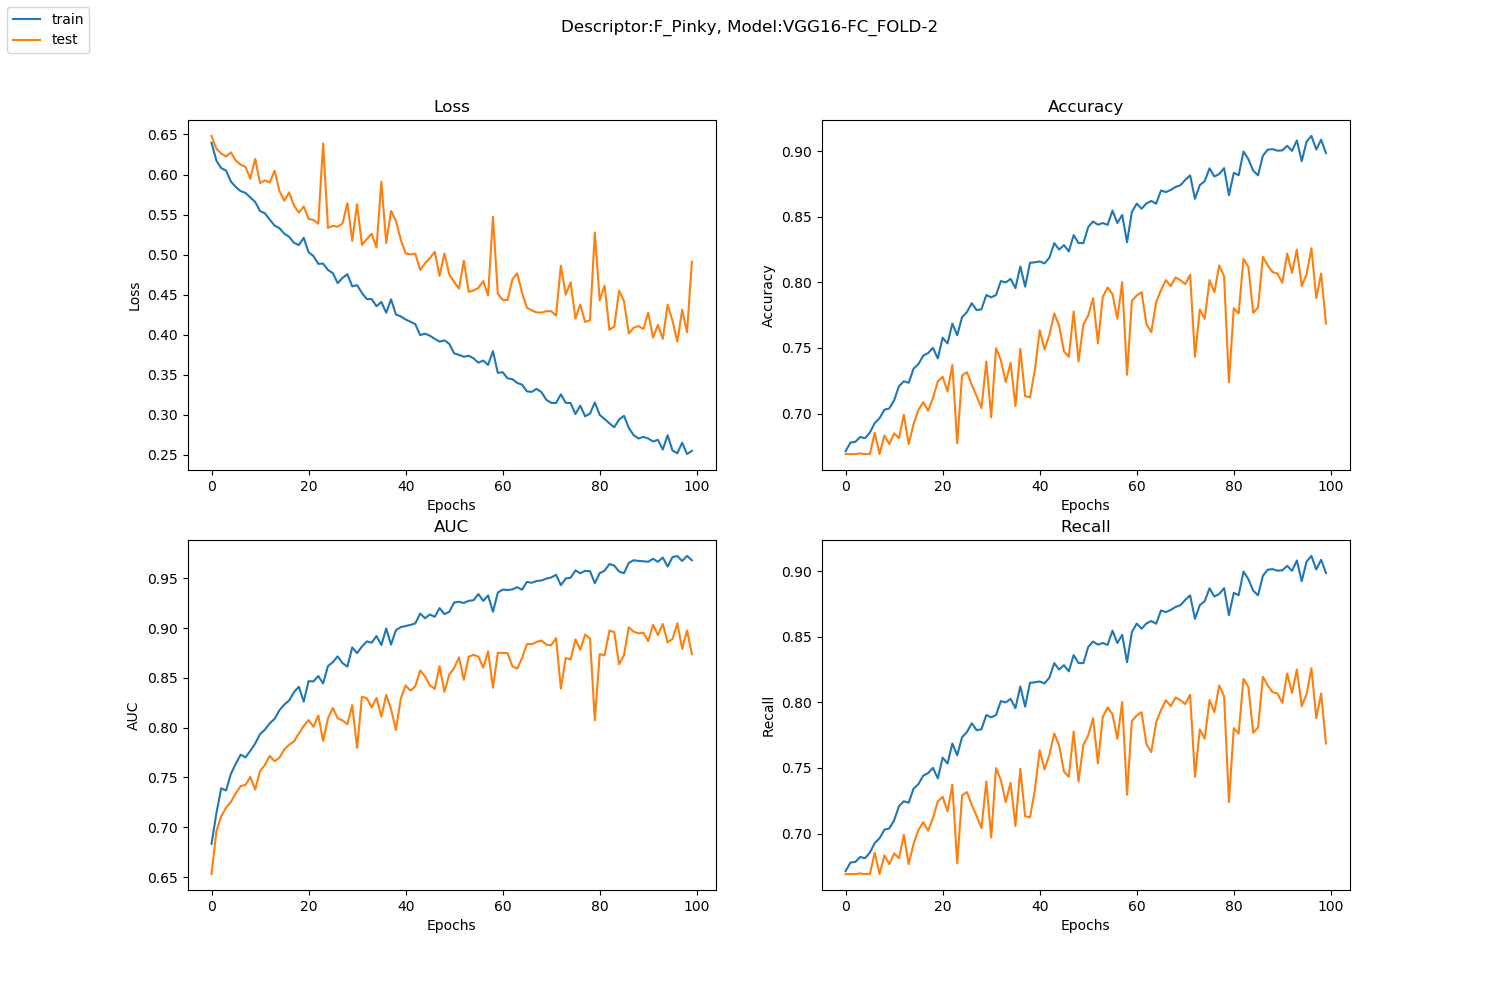 train
test
Descriptor:F_Pinky, Model:VGG16-FC_FOLD-2
Loss
0.65
0.60
0.55
0.50
0.45
0.40
0.35
0.30
0.25
Loss
0 20 40 60 80 100
Epochs
Accuracy
0.90
0.85
0.80
0.75
0.70
Accuracy
0 20 40 60 80 100
Epochs
AUC
0.95
0.90
0.85
0.80
0.75
0.70
0.65
AUC
0 20 40 60 80 100
Epochs
Recall
0.90
0.85
0.80
0.75
0.70
Recall
0 20 40 60 80 100
Epochs